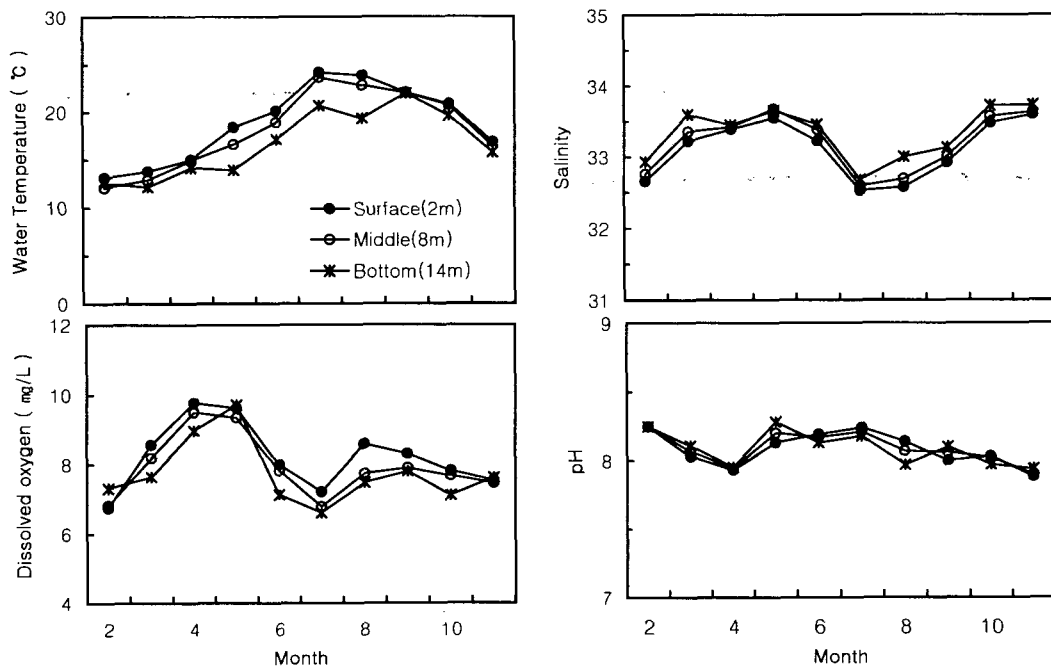 Water Temperature ( ℃ )
30
20
10
0
Surface(2m)
Middle(8m)
Bottom(14m)
Salinity
35
34
33
32
31
Dissolved oxygen ( ㎎/L )
12
10
8
6
4
2 4 6 8 10
Month
pH
9
8
7
2 4 6 8 10
Month